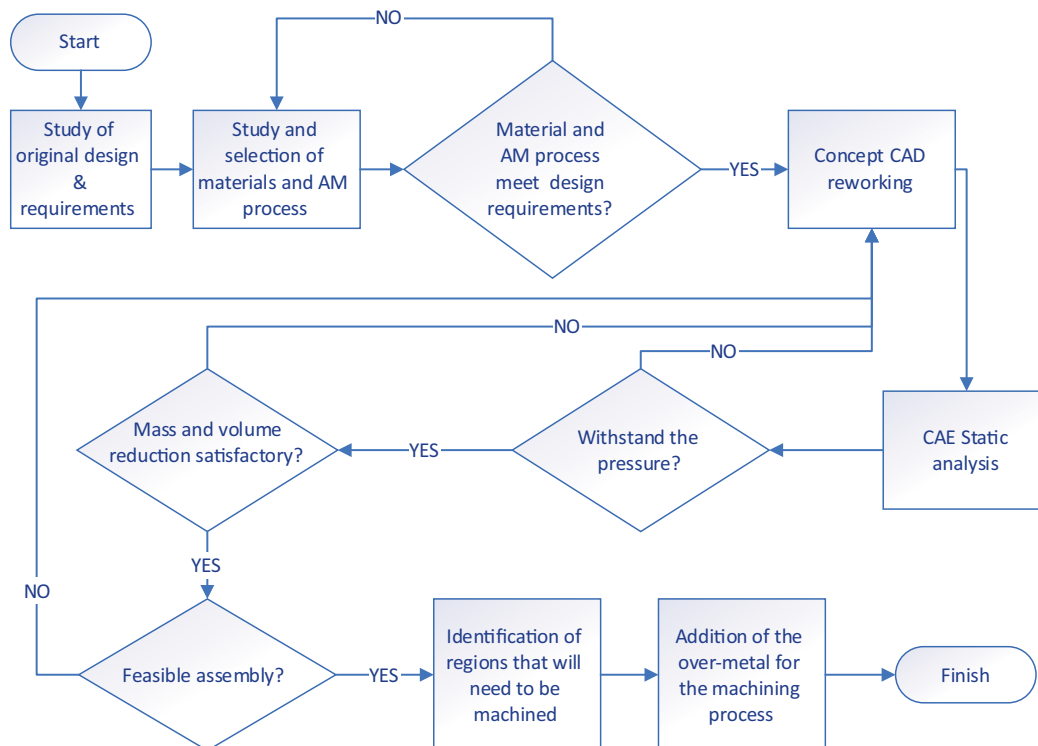 NO
Start
Study of
original design
&
requirements
Study and
selection of
materials and AM
process
Material and
AM process
meet design
requirements?
YES
Concept CAD
reworking
NO
NO
Mass and volume
reduction satisfactory?
YES
Withstand the
pressure?
CAE Static
analysis
YES
NO
Feasible assembly?
YES
Identification of
regions that will
need to be
machined
Addition of the
over-metal for
the machining
process
Finish